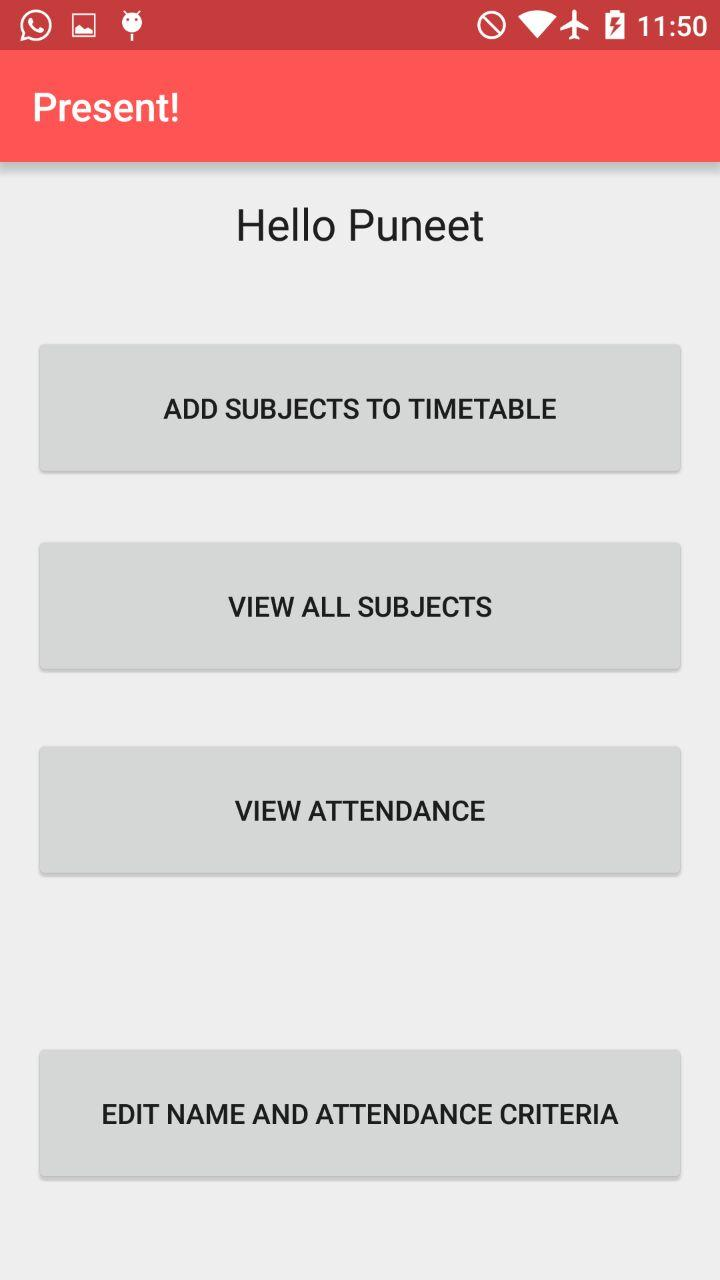 11:50
Present!
Hello Puneet
ADD SUBJECTS TO TIMETABLE
VIEW ALL SUBJECTS
VIEW ATTENDANCE
EDIT NAME AND ATTENDANCE CRITERIA